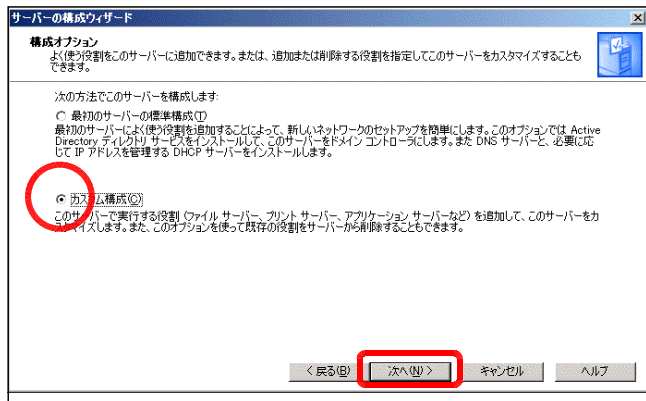 サーバーの構成ウィザード
構成オプション
よく使う役割をこのサーバーに追加できます。または、追加または削除する役割を指定してこのサーバーをカスタマイズすることも
できます。
次の方法でこのサーバーを構成します:
最初のサーバーの標準構成(T)
最初のサーバーによく使う役割を追加することによって、新しいネットワークのセットアップを簡単にします。このオプションでは Active
Directory ディレクトリ サービスをインストールして、このサーバーをドメイン コントローラにします。また DNS サーバーと、必要に応
じて IP アドレスを管理する DHCP サーバーをインストールします。
カスタム構成(C)
このサーバーで実行する役割 (ファイル サーバー、プリント サーバー、アプリケーション サーバーなど) を追加して、このサーバーをカ
スタマイズします。また、このオプションを使って既存の役割をサーバーから削除することもできます。
< 戻る(B)
次へ(N) >
キャンセル
ヘルプ